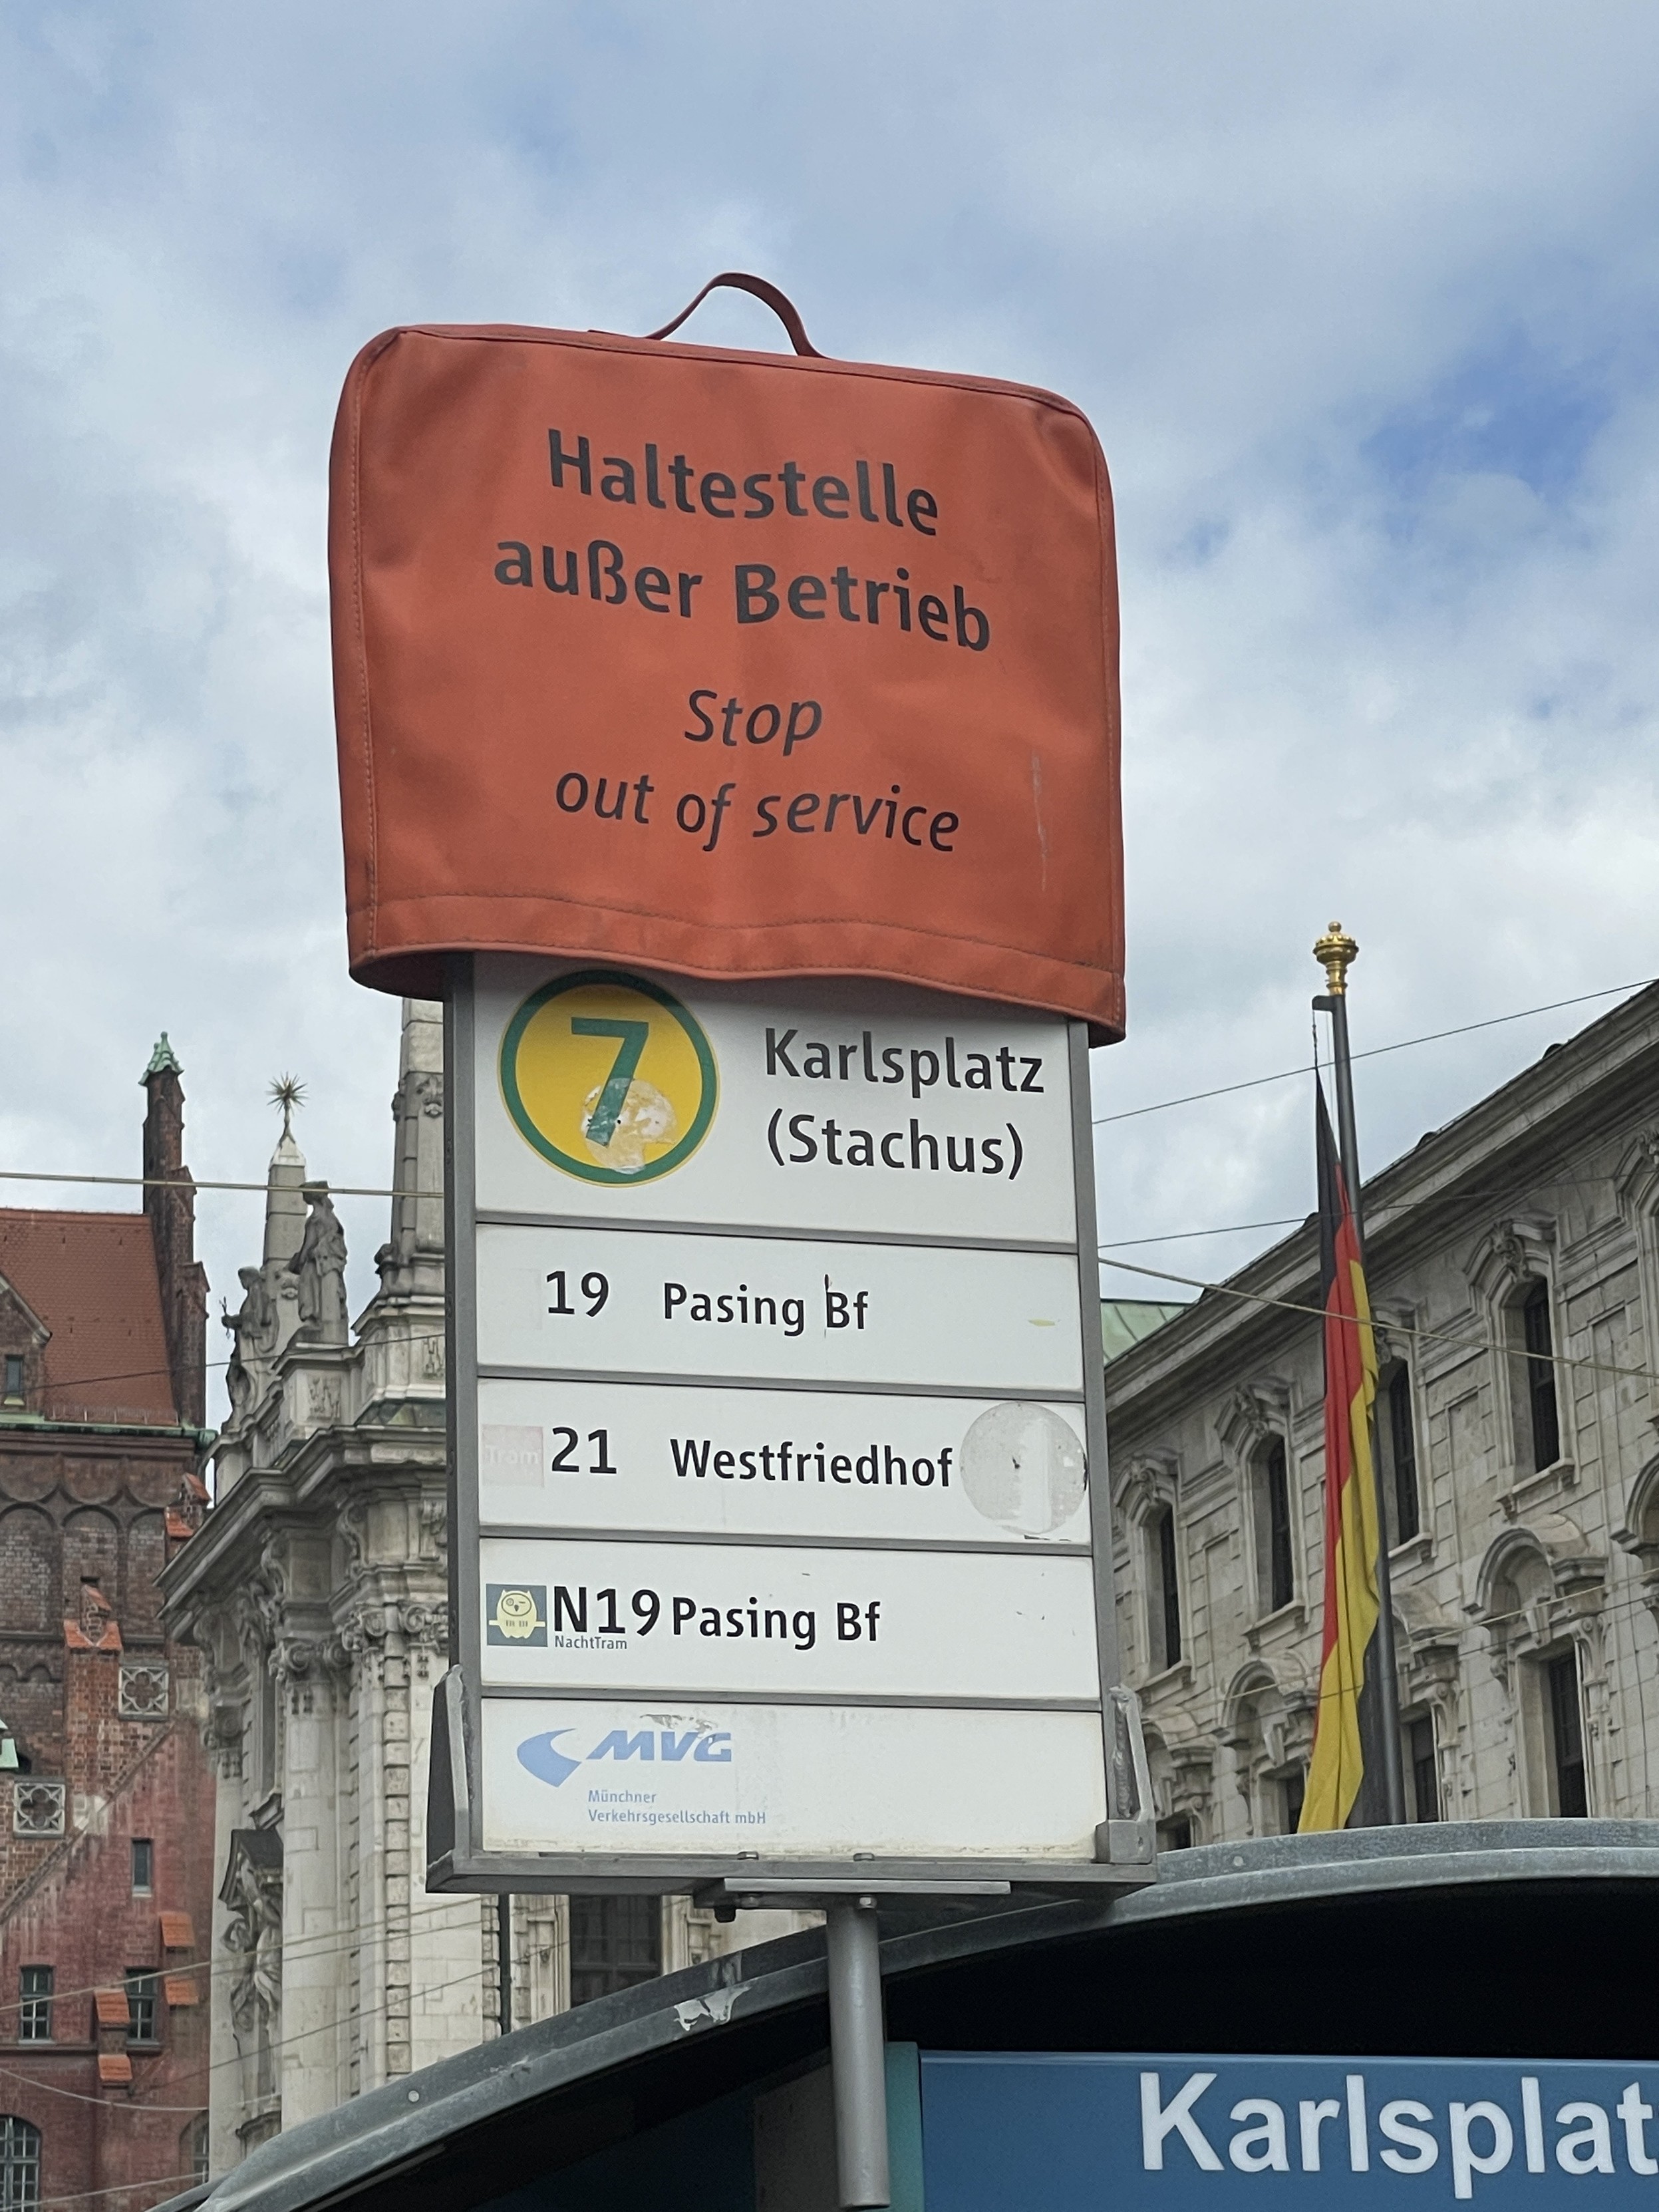 Haltestelle
außer Betrieb
Stop
out of service
7
Karlsplatz
(Stachus)
19 Pasing Bf
Tram 21 Westfriedhof
N19 Pasing Bf
NachtTram
MVG
Münchner
Verkehrsgesellschaft mbH
Karlsplat